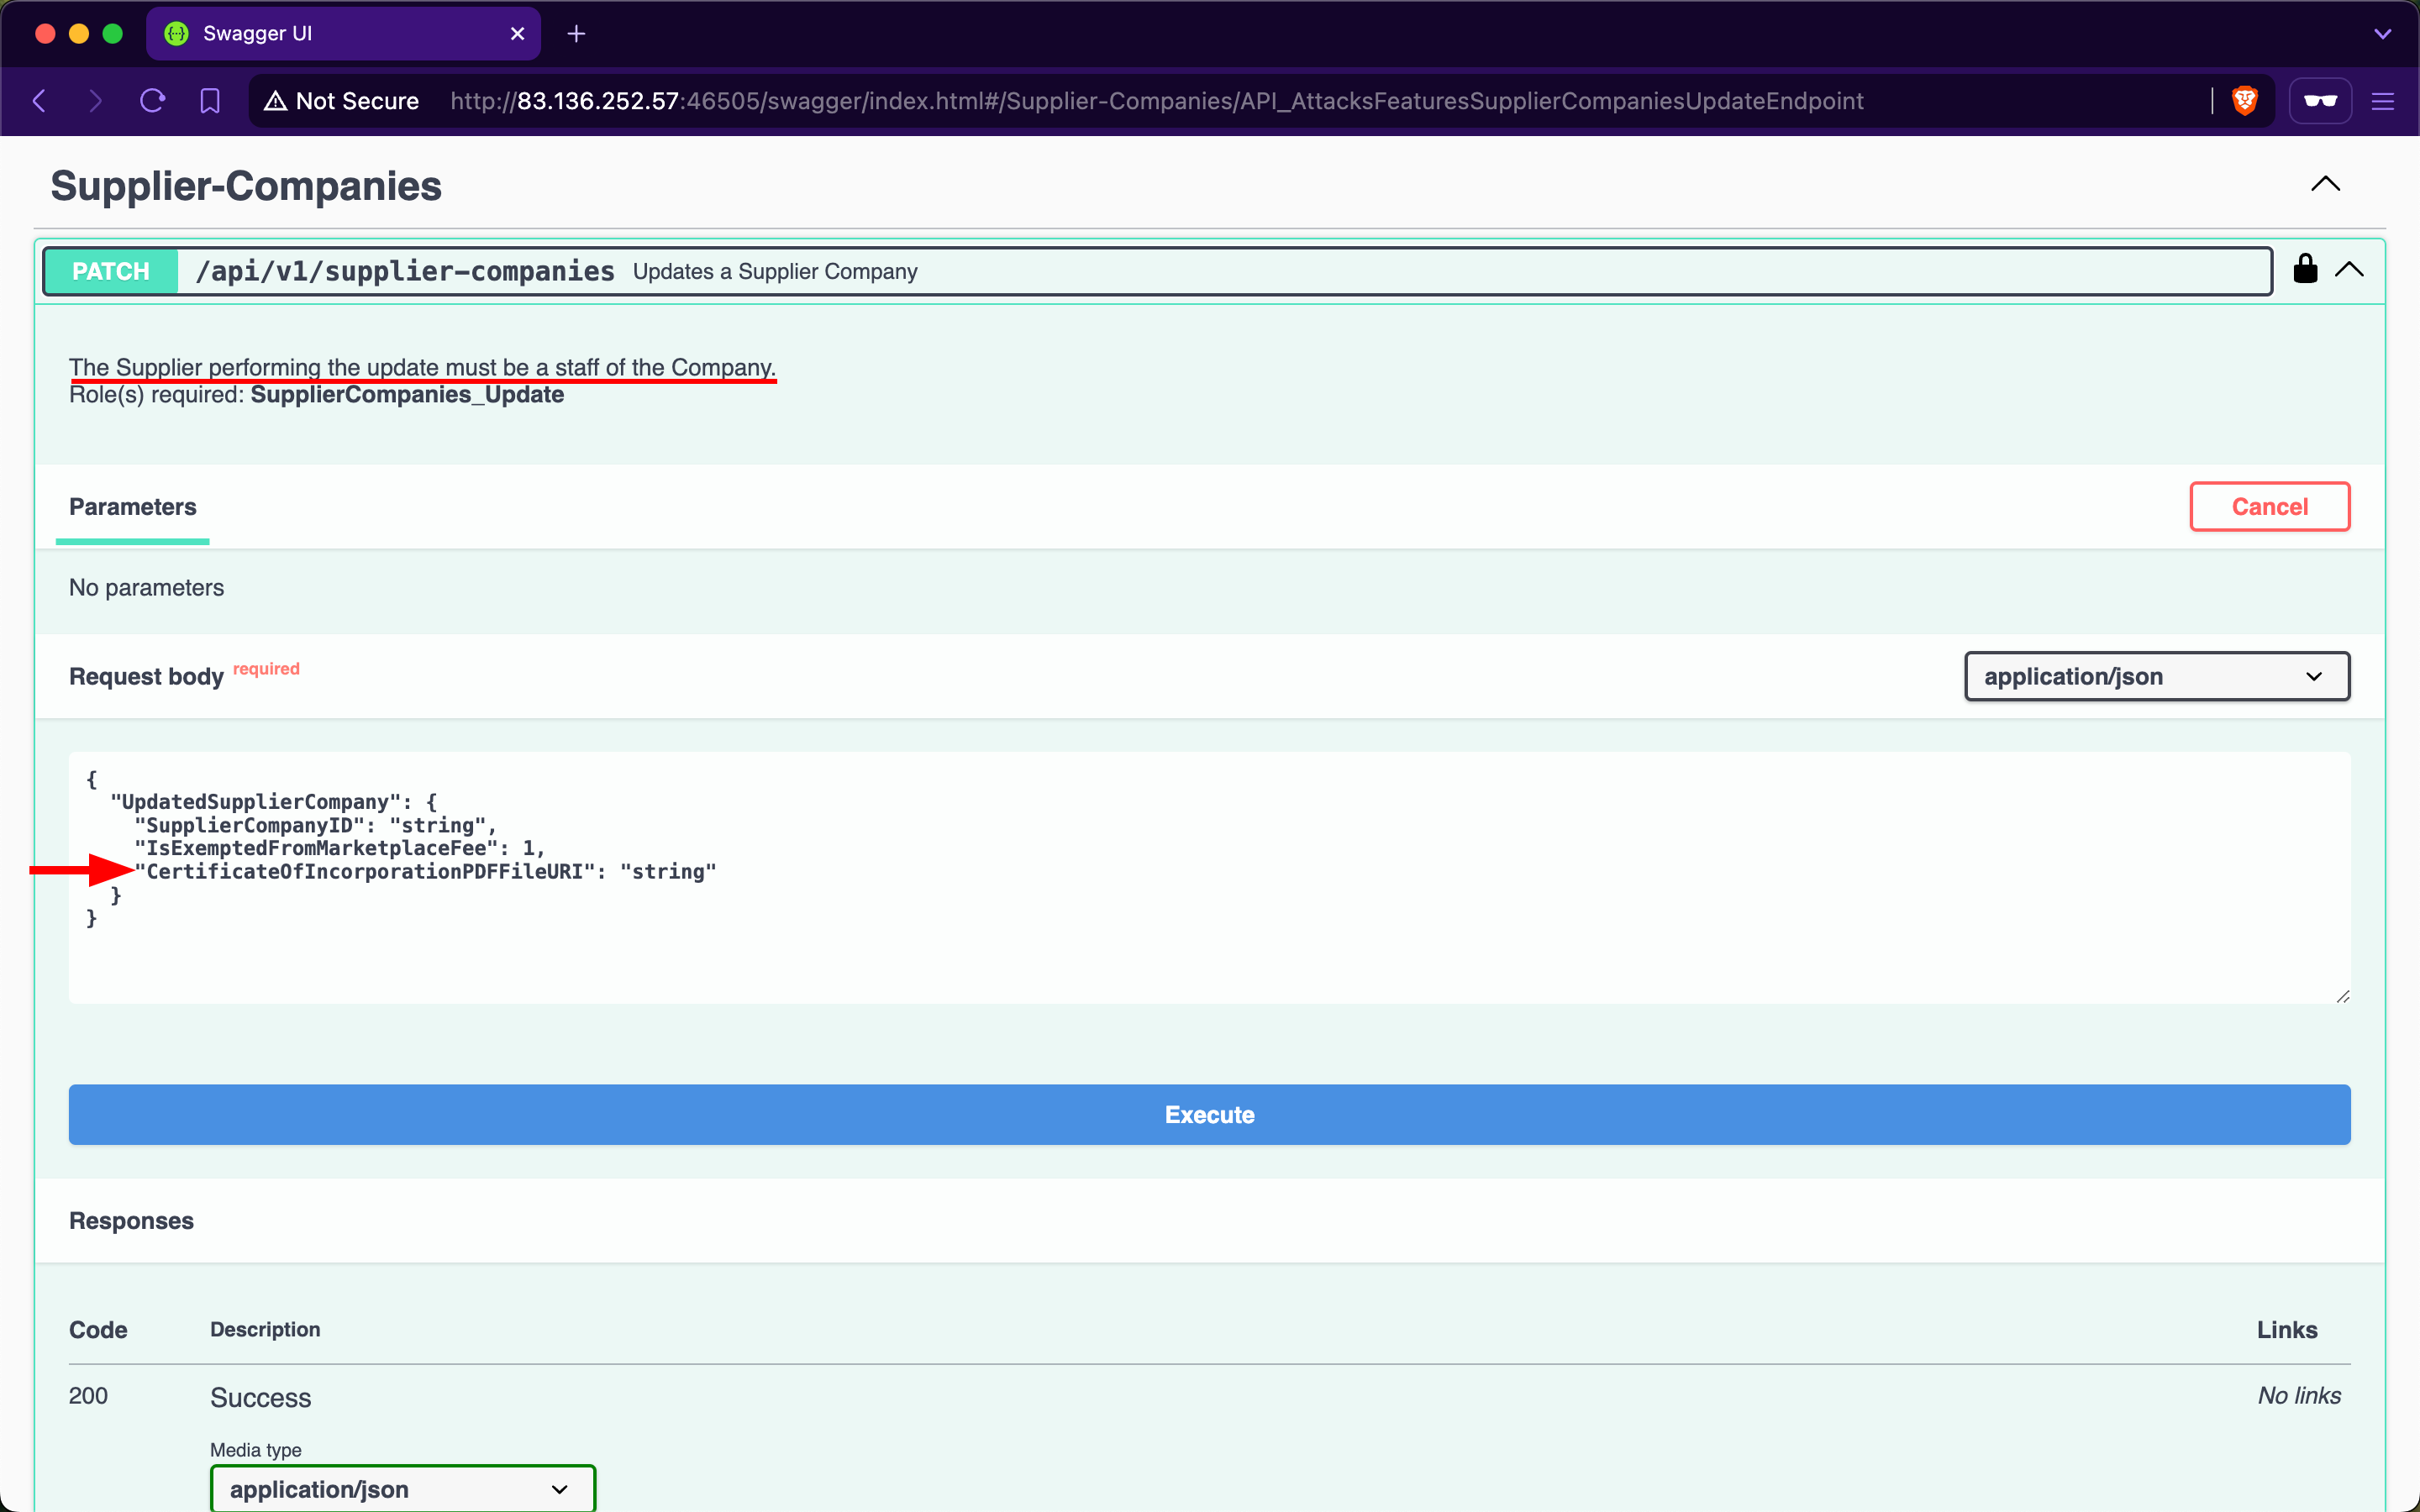 Swagger UI
Not Secure http://83.136.252.57:46505/swagger/index.html#/Supplier-Companies/API_AttacksFeaturesSupplierCompaniesUpdateEndpoint
Supplier-Companies
PATCH /api/v1/supplier-companies Updates a Supplier Company
The Supplier performing the update must be a staff of the Company.
Role(s) required: SupplierCompanies_Update
Parameters
Cancel
No parameters
Request body required
application/json
{
"UpdatedSupplierCompany": {
"SupplierCompanyID": "string",
"IsExemptedFromMarketplaceFee": 1,
"CertificateOfIncorporationPDFFileURI": "string"
}
}
Execute
Responses
Code Description Links
200 Success No links
Media type
application/json